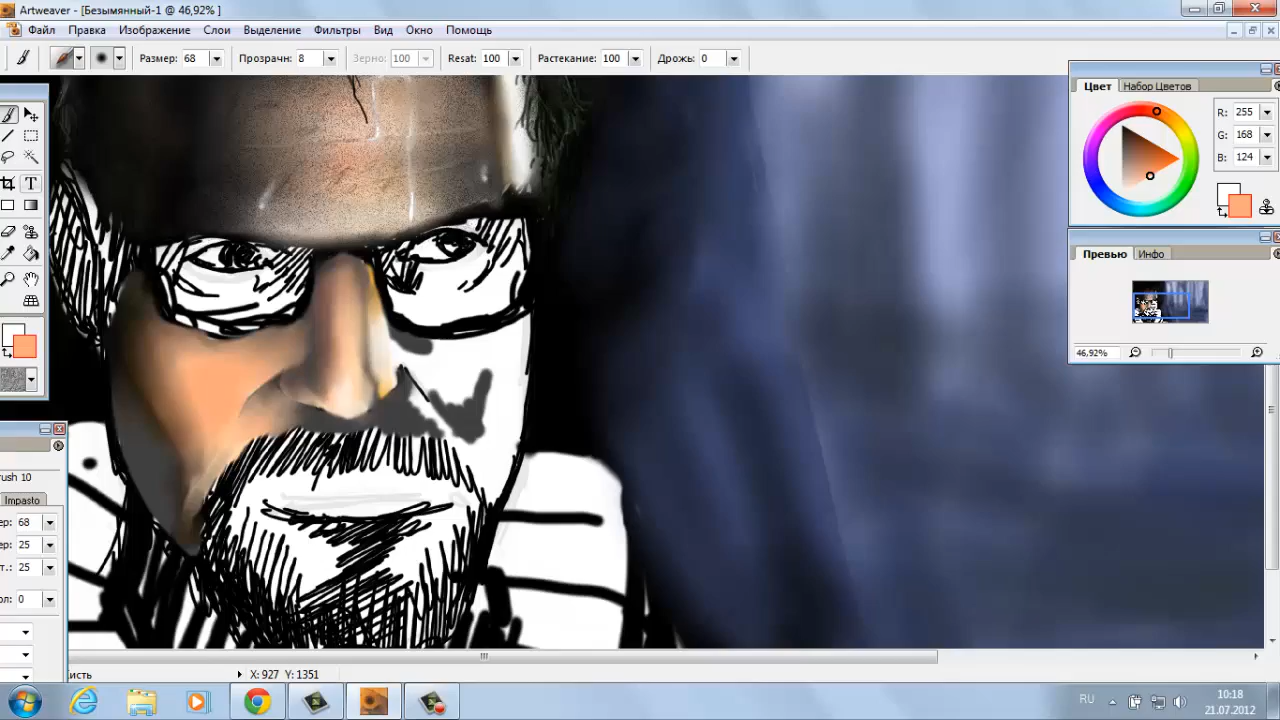 Artweaver - [Безымянный-1 @ 46,92% ]
Файл Правка Изображение Слои Выделение Фильтры Вид Окно Помощь
Размер: 68 Прозрачн: 8 Зерно: 100 Resat: 100 Растекание: 100 Дрожь: 0
Цвет Набор Цветов
R: 255
G: 168
B: 124
T
Превью Инфо
46,92%
rush 10
Impasto
ер: 68
ер: 25
т.: 25
ол: 0
исть X: 927 Y: 1351
RU
10:18
21.07.2012